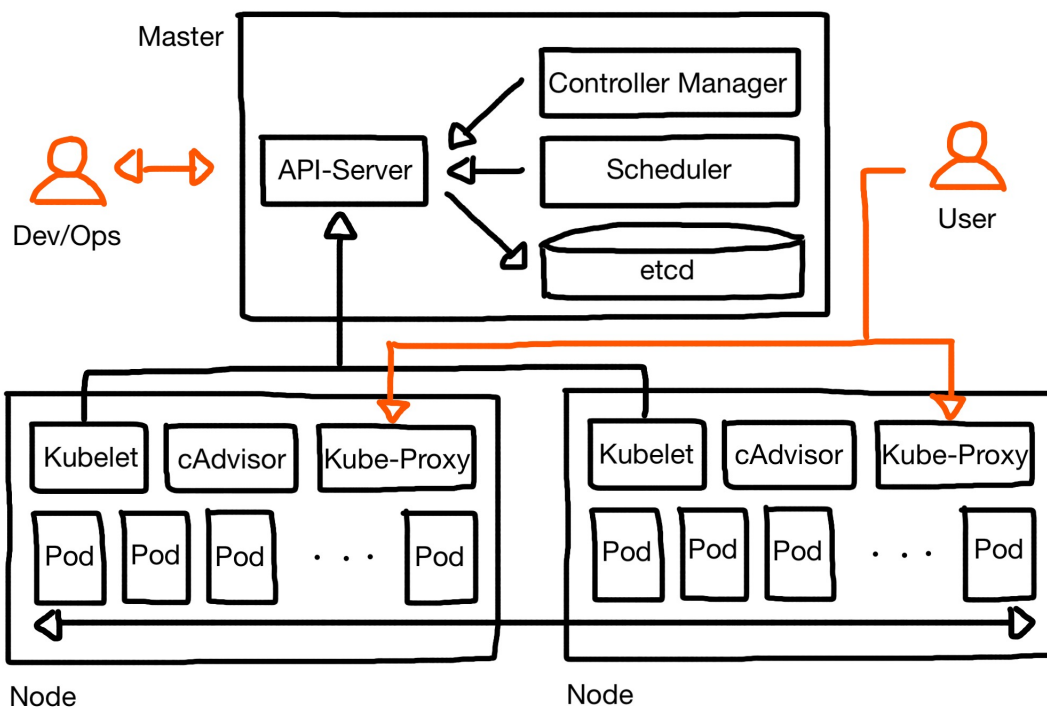 Master
Controller Manager
API-Server
Scheduler
etcd
Dev/Ops
User
Kubelet
cAdvisor
Kube-Proxy
Pod
Pod
Pod
. . .
Pod
Node
Kubelet
cAdvisor
Kube-Proxy
Pod
Pod
Pod
. . .
Pod
Node